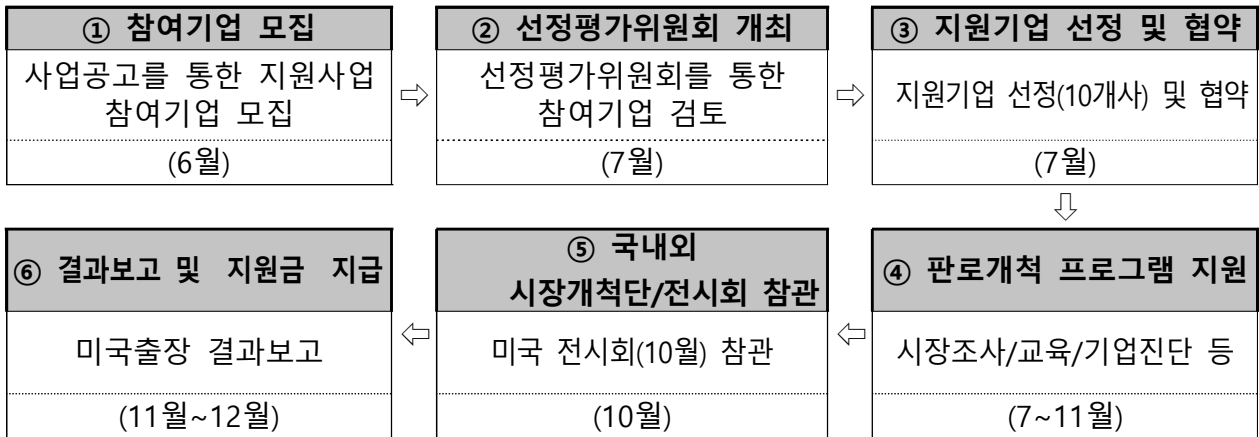 ① 참여기업 모집
사업공고를 통한 지원사업
참여기업 모집
(6월)
⇨
② 선정평가위원회 개최
선정평가위원회를 통한
참여기업 검토
(7월)
⇨
③ 지원기업 선정 및 협약
지원기업 선정(10개사) 및 협약
(7월)
⇩
④ 판로개척 프로그램 지원
시장조사/교육/기업진단 등
(7~11월)
⇦
⑤ 국내외
시장개척단/전시회 참관
미국 전시회(10월) 참관
(10월)
⇦
⑥ 결과보고 및 지원금 지급
미국출장 결과보고
(11월~12월)